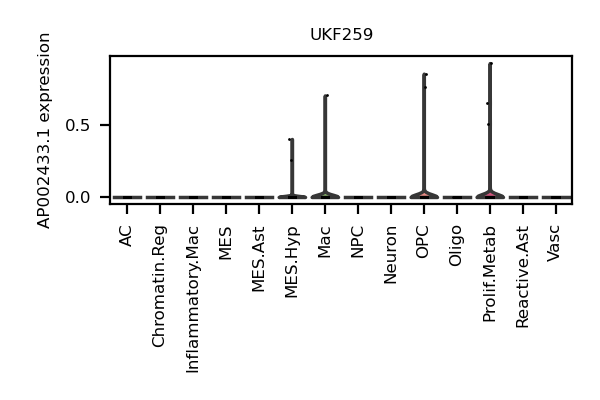 UKF259
AP002433.1 expression
0.5
0.0
AC
Chromatin.Reg
Inflammatory.Mac
MES
MES.Ast
MES.Hyp
Mac
NPC
Neuron
OPC
Oligo
Prolif.Metab
Reactive.Ast
Vasc